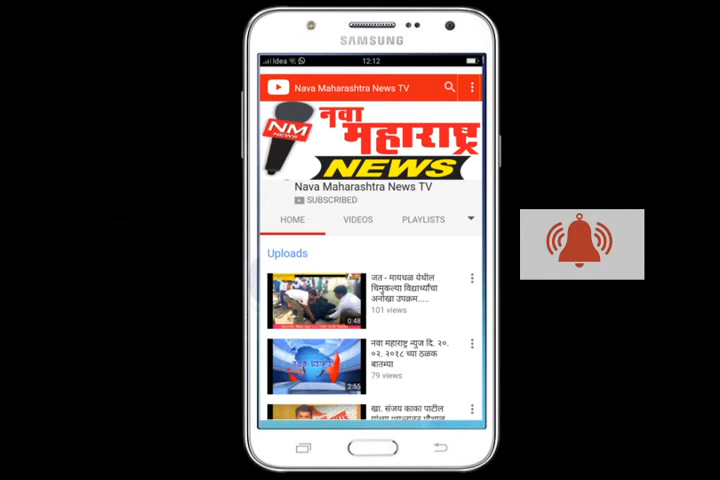 SAMSUNG
Idea
12:12
Nava Maharashtra News TV
नवा
महाराष्ट्र
NM
NEWS
NEWS
Nava Maharashtra News TV
SUBSCRIBED
HOME VIDEOS PLAYLISTS
Uploads
जत - मायथळ येथील
चिमुकल्या विद्यार्थ्यांचा
अनोखा उपक्रम.....
101 views
0:48
नवा महाराष्ट्र न्युज दि. २०.
०२. २०१८ च्या ठळक
बातम्या
79 views
2:55
खा. संजय काका पाटील